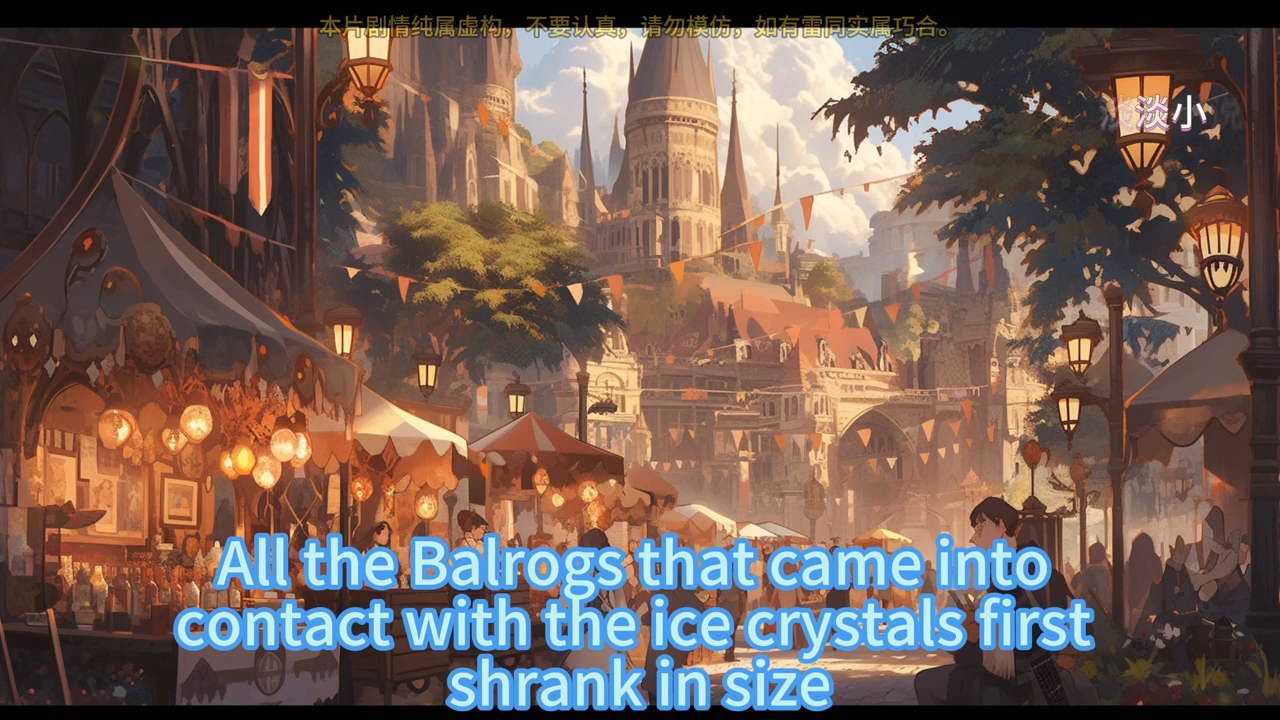 本片剧情纯属虚构，不要认真，请勿模仿，如有雷同实属巧合。
淡小
All the Balrogs that came into
contact with the ice crystals first
shrank in size